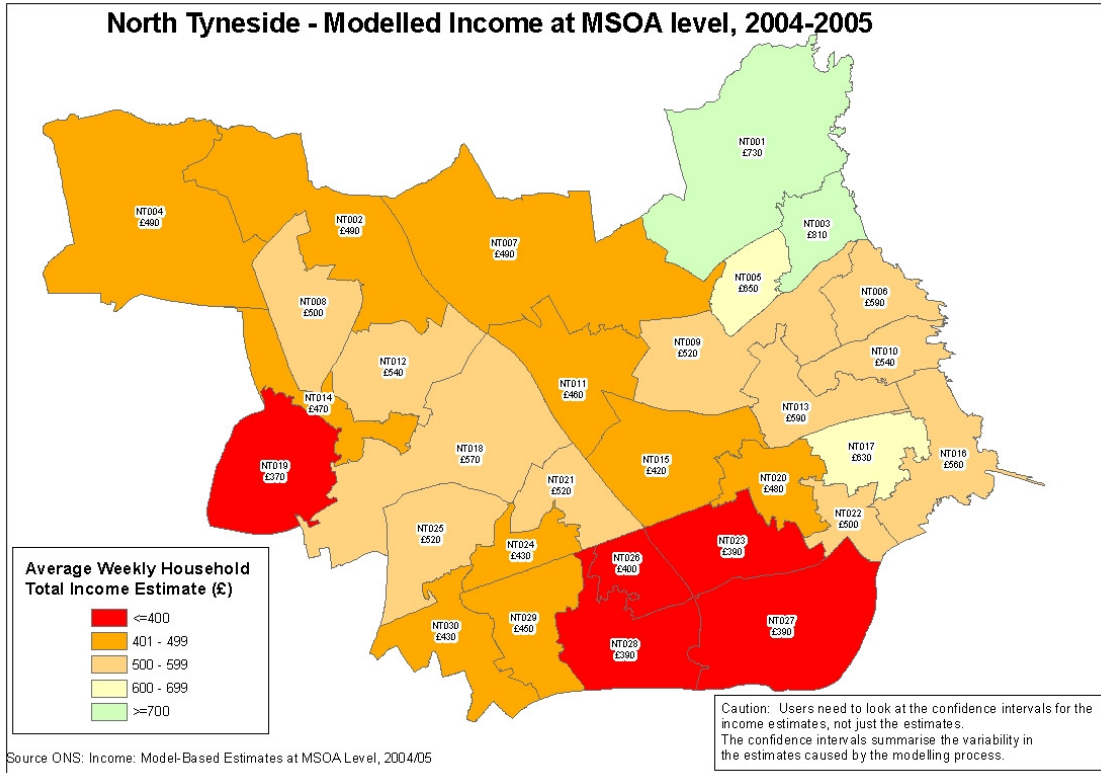 North Tyneside - Modelled Income at MSOA level, 2004-2005
NT001
£730
NT004
£490
NT002
£490
NT007
£490
NT003
£810
NT005
£650
NT006
£590
NT008
£500
NT009
£520
NT010
£540
NT012
£540
NT011
£460
NT014
£470
NT013
£590
NT017
£630
NT016
£560
NT018
£570
NT015
£420
NT019
£370
NT020
£480
NT021
£520
NT022
£500
NT025
£520
NT024
£430
NT023
£390
NT026
£400
NT029
£450
NT030
£430
NT027
£390
NT028
£390
Average Weekly Household
Total Income Estimate (£)
<=400
401 - 499
500 - 599
600 - 699
>=700
Caution: Users need to look at the confidence intervals for the
income estimates, not just the estimates.
The confidence intervals summarise the variability in
the estimates caused by the modelling process.
Source ONS: Income: Model-Based Estimates at MSOA Level, 2004/05